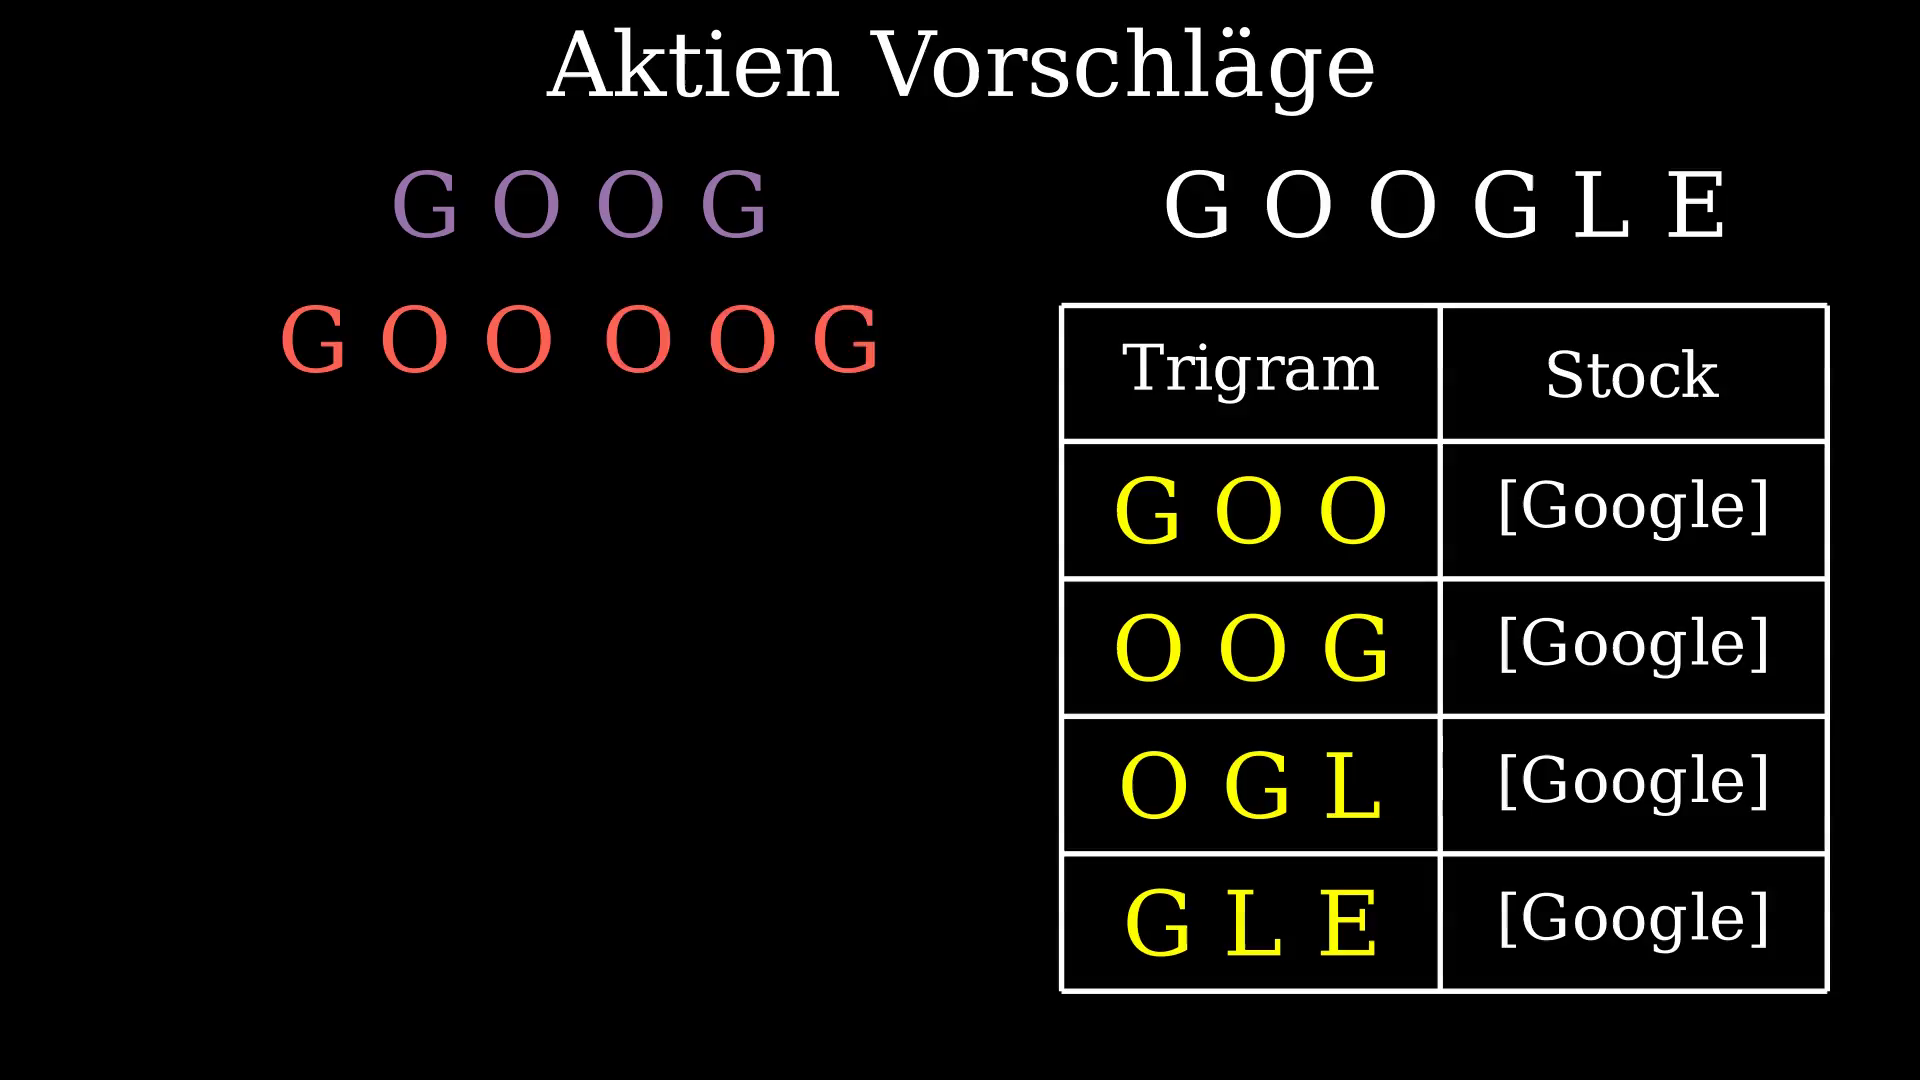 Aktien Vorschläge
G O O G
G O O  O O G
G O O G L E
Trigram Stock
G O O [Google]
O O G [Google]
O G L [Google]
G L E [Google]